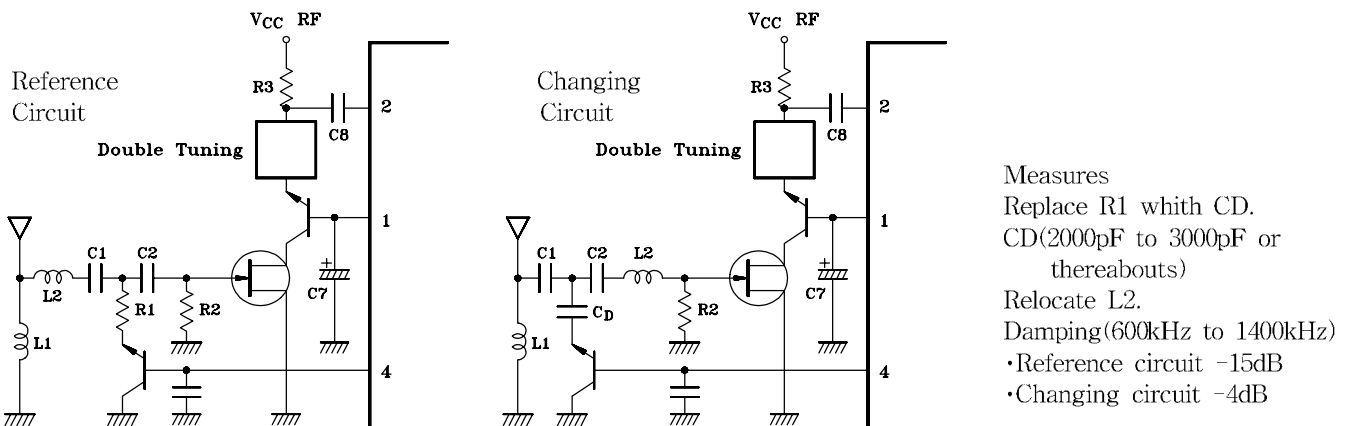 Reference
Circuit
VCC RF
R3
2
C8
Double Tuning
1
C1
C2
L2
R1
R2
C7
+
L1
4
Changing
Circuit
VCC RF
R3
2
C8
Double Tuning
1
C1
C2
L2
CD
R2
C7
+
L1
4
Measures
Replace R1 whith CD.
CD(2000pF to 3000pF or
thereabouts)
Relocate L2.
Damping(600kHz to 1400kHz)
・Reference circuit -15dB
・Changing circuit -4dB